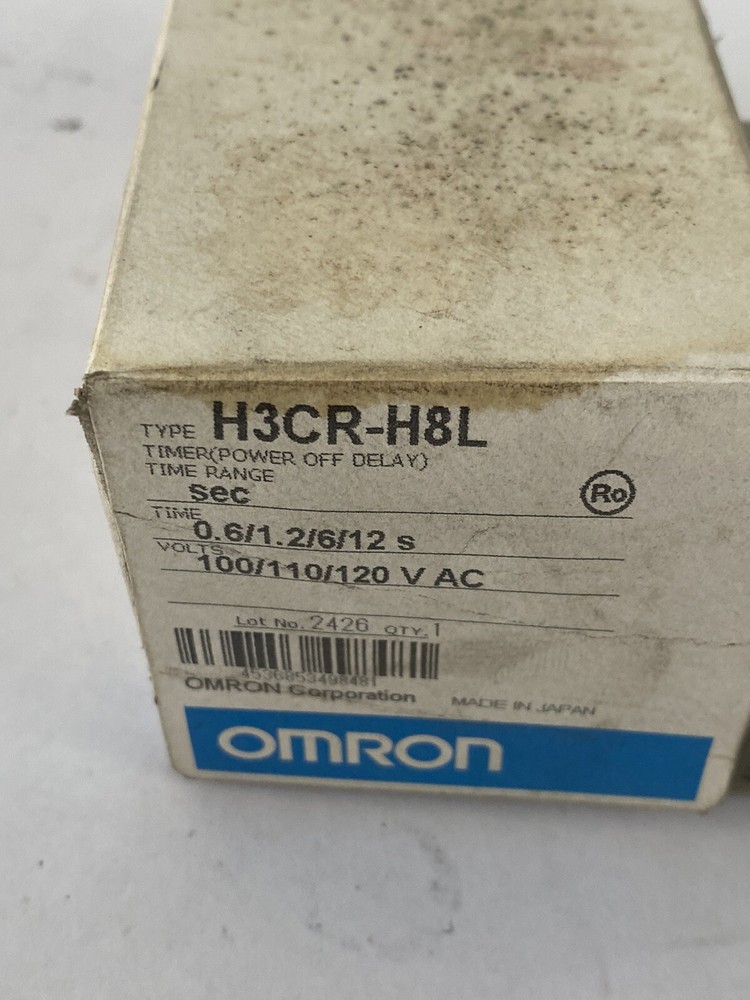 TYPE H3CR-H8L
TIMER(POWER OFF DELAY)
TIME RANGE
sec
Ro
TIME
0.6/1.2/6/12 s
VOLTS
100/110/120 V AC
Lot No. 2426 QTY. 1
4536853498481
OMRON Corporation MADE IN JAPAN
OMRON